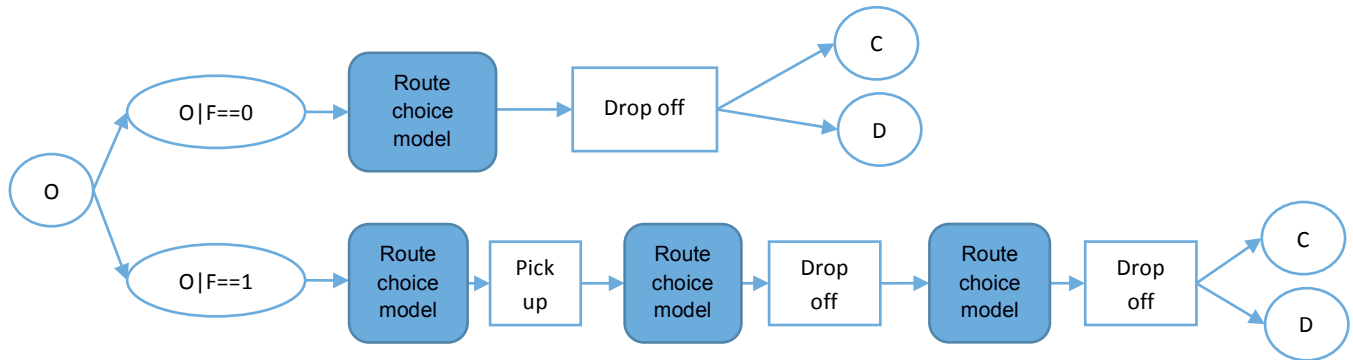 O
O|F==0
Route
choice
model
Drop off
C
D
O|F==1
Route
choice
model
Pick
up
Route
choice
model
Drop
off
Route
choice
model
Drop
off
C
D